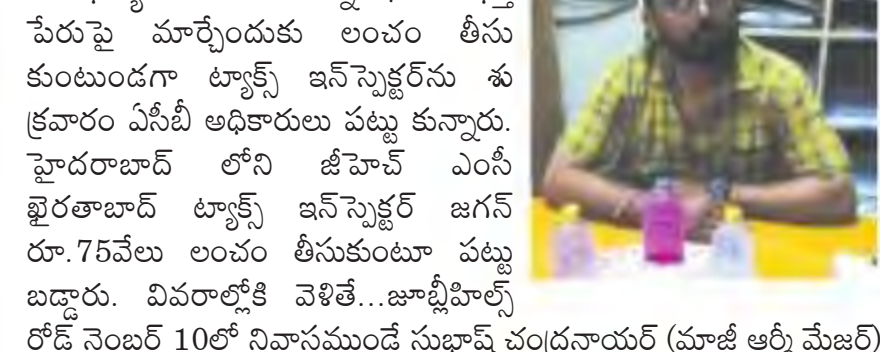 పేరుపై మార్చేందుకు లంచం తీసు
కుంటుండగా ట్యాక్స్ ఇన్‌స్పెక్టర్‌ను శు
క్రవారం ఏసీబీ అధికారులు పట్టు కున్నారు.
హైదరాబాద్ లోని జీహెచ్ ఎంసీ
ఖైరతాబాద్ ట్యాక్స్ ఇన్‌స్పెక్టర్ జగన్
రూ.75వేలు లంచం తీసుకుంటూ పట్టు
బడ్డారు. వివరాల్లోకి వెళితే...జూబ్లీహిల్స్
రోడ్ నెంబర్ 10లో నివాసముండే సుభాష్ చంద్రనాయర్ (మాజీ ఆర్మీ మేజర్)